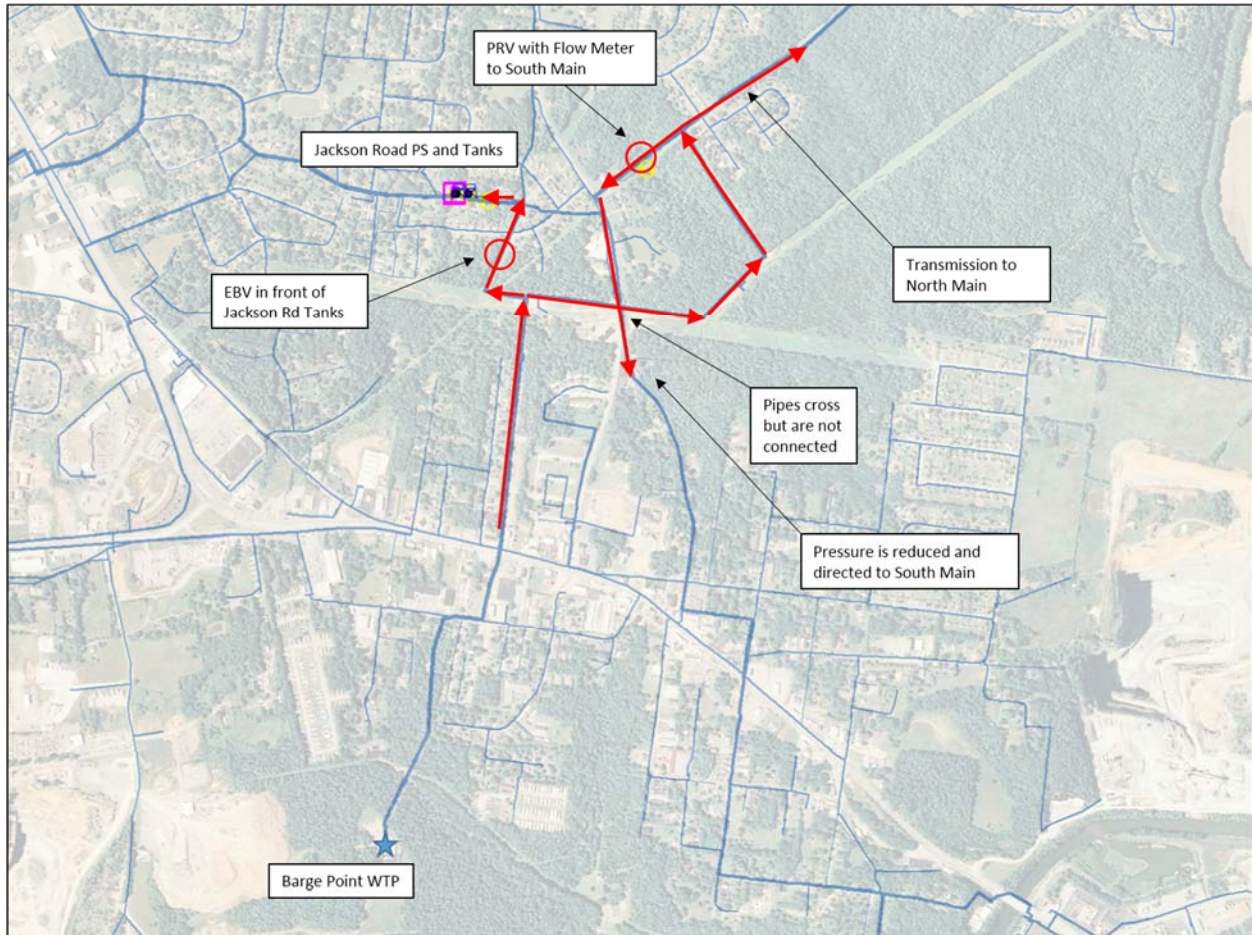 PRV with Flow Meter
to South Main
Jackson Road PS and Tanks
EBV in front of
Jackson Rd Tanks
Transmission to
North Main
Pipes cross
but are not
connected
Pressure is reduced and
directed to South Main
Barge Point WTP